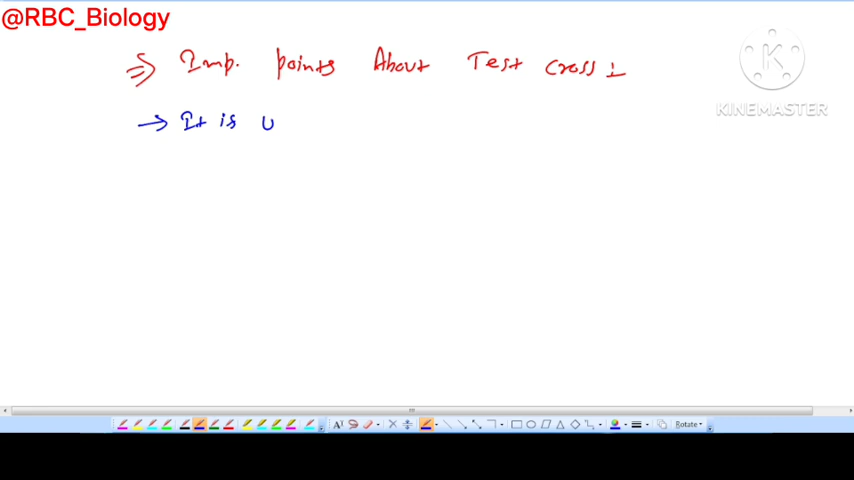 @RBC_Biology
⇒ Imp. points About Test cross :-
KINEMASTER
→ It is u
Rotate